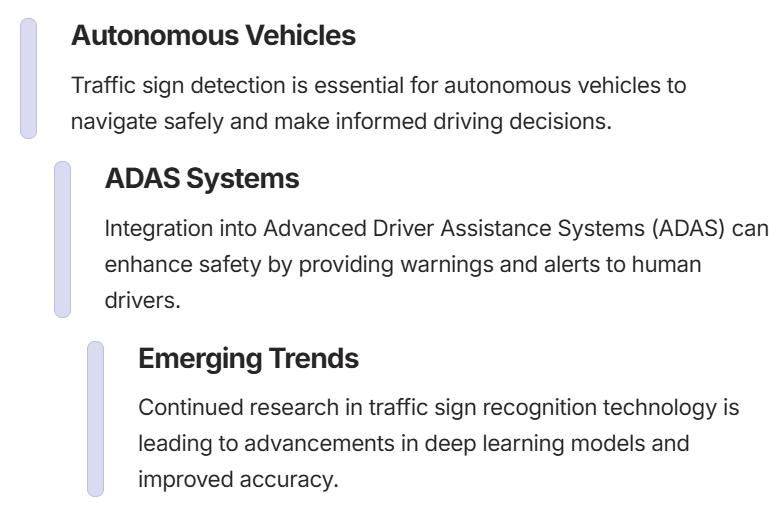 Autonomous Vehicles
Traffic sign detection is essential for autonomous vehicles to
navigate safely and make informed driving decisions.
ADAS Systems
Integration into Advanced Driver Assistance Systems (ADAS) can
enhance safety by providing warnings and alerts to human
drivers.
Emerging Trends
Continued research in traffic sign recognition technology is
leading to advancements in deep learning models and
improved accuracy.